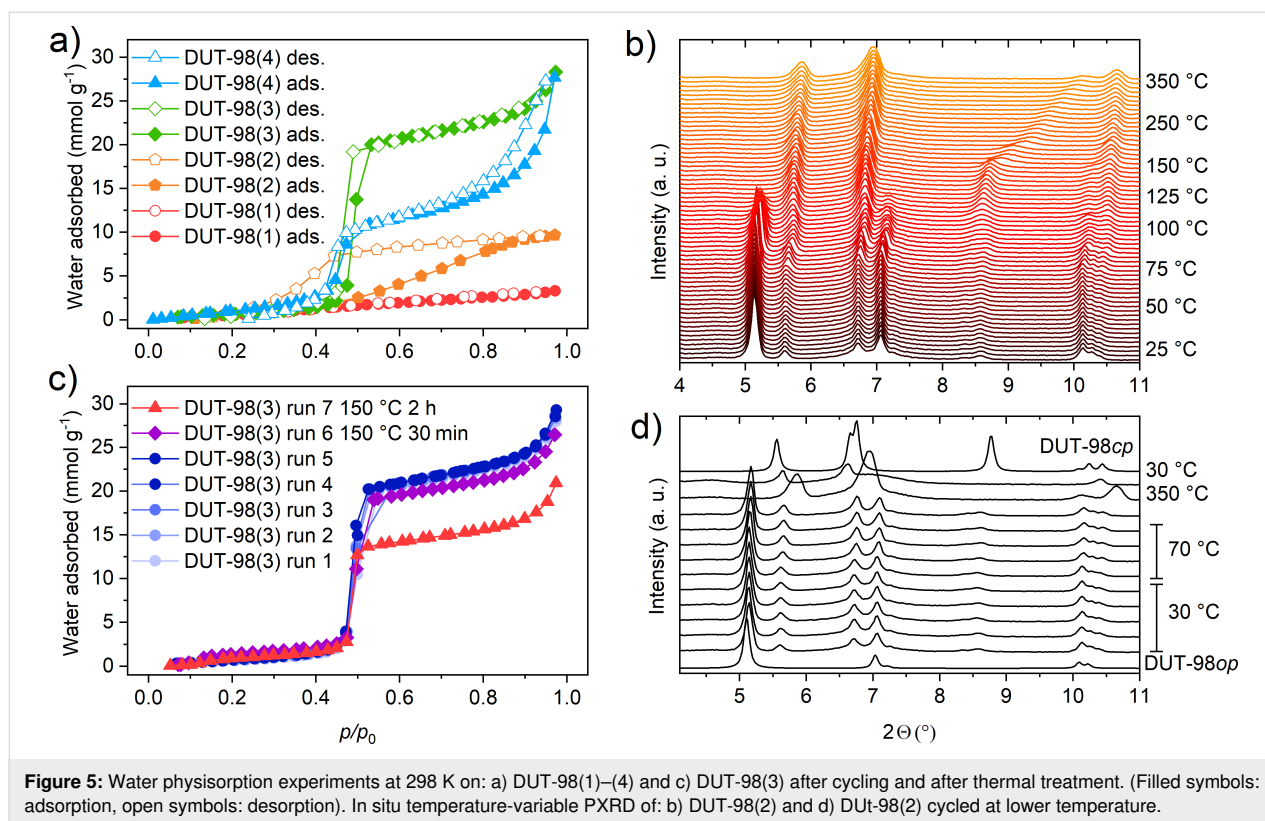 a)
30
25
20
15
10
5
0
Water adsorbed (mmol g⁻¹)
DUT-98(4) des.
DUT-98(4) ads.
DUT-98(3) des.
DUT-98(3) ads.
DUT-98(2) des.
DUT-98(2) ads.
DUT-98(1) des.
DUT-98(1) ads.
0.0 0.2 0.4 0.6 0.8 1.0
b)
Intensity (a. u.)
350 °C
250 °C
150 °C
125 °C
100 °C
75 °C
50 °C
25 °C
4 5 6 7 8 9 10 11
c)
30
25
20
15
10
5
0
Water adsorbed (mmol g⁻¹)
DUT-98(3) run 7 150 °C 2 h
DUT-98(3) run 6 150 °C 30 min
DUT-98(3) run 5
DUT-98(3) run 4
DUT-98(3) run 3
DUT-98(3) run 2
DUT-98(3) run 1
0.0 0.2 0.4 0.6 0.8 1.0
p/p₀
d)
Intensity (a. u.)
DUT-98cp
30 °C
350 °C
70 °C
30 °C
DUT-98op
5 6 7 8 9 10 11
2Θ (°)
Figure 5: Water physisorption experiments at 298 K on: a) DUT-98(1)–(4) and c) DUT-98(3) after cycling and after thermal treatment. (Filled symbols:
adsorption, open symbols: desorption). In situ temperature-variable PXRD of: b) DUT-98(2) and d) DUt-98(2) cycled at lower temperature.